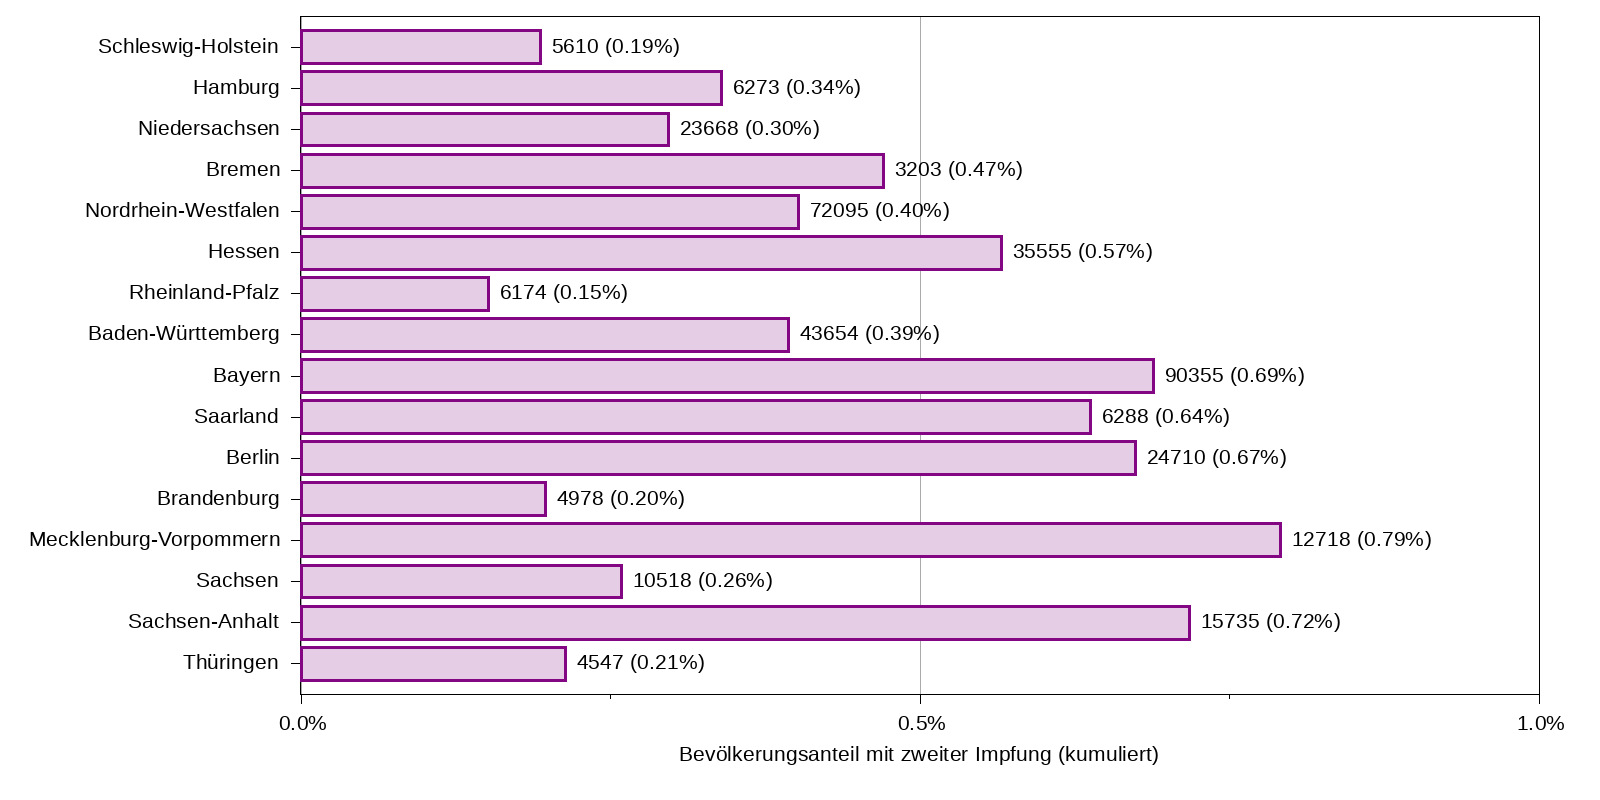 Schleswig-Holstein 5610 (0.19%)
Hamburg 6273 (0.34%)
Niedersachsen 23668 (0.30%)
Bremen 3203 (0.47%)
Nordrhein-Westfalen 72095 (0.40%)
Hessen 35555 (0.57%)
Rheinland-Pfalz 6174 (0.15%)
Baden-Württemberg 43654 (0.39%)
Bayern 90355 (0.69%)
Saarland 6288 (0.64%)
Berlin 24710 (0.67%)
Brandenburg 4978 (0.20%)
Mecklenburg-Vorpommern 12718 (0.79%)
Sachsen 10518 (0.26%)
Sachsen-Anhalt 15735 (0.72%)
Thüringen 4547 (0.21%)
0.0% 0.5% 1.0%
Bevölkerungsanteil mit zweiter Impfung (kumuliert)